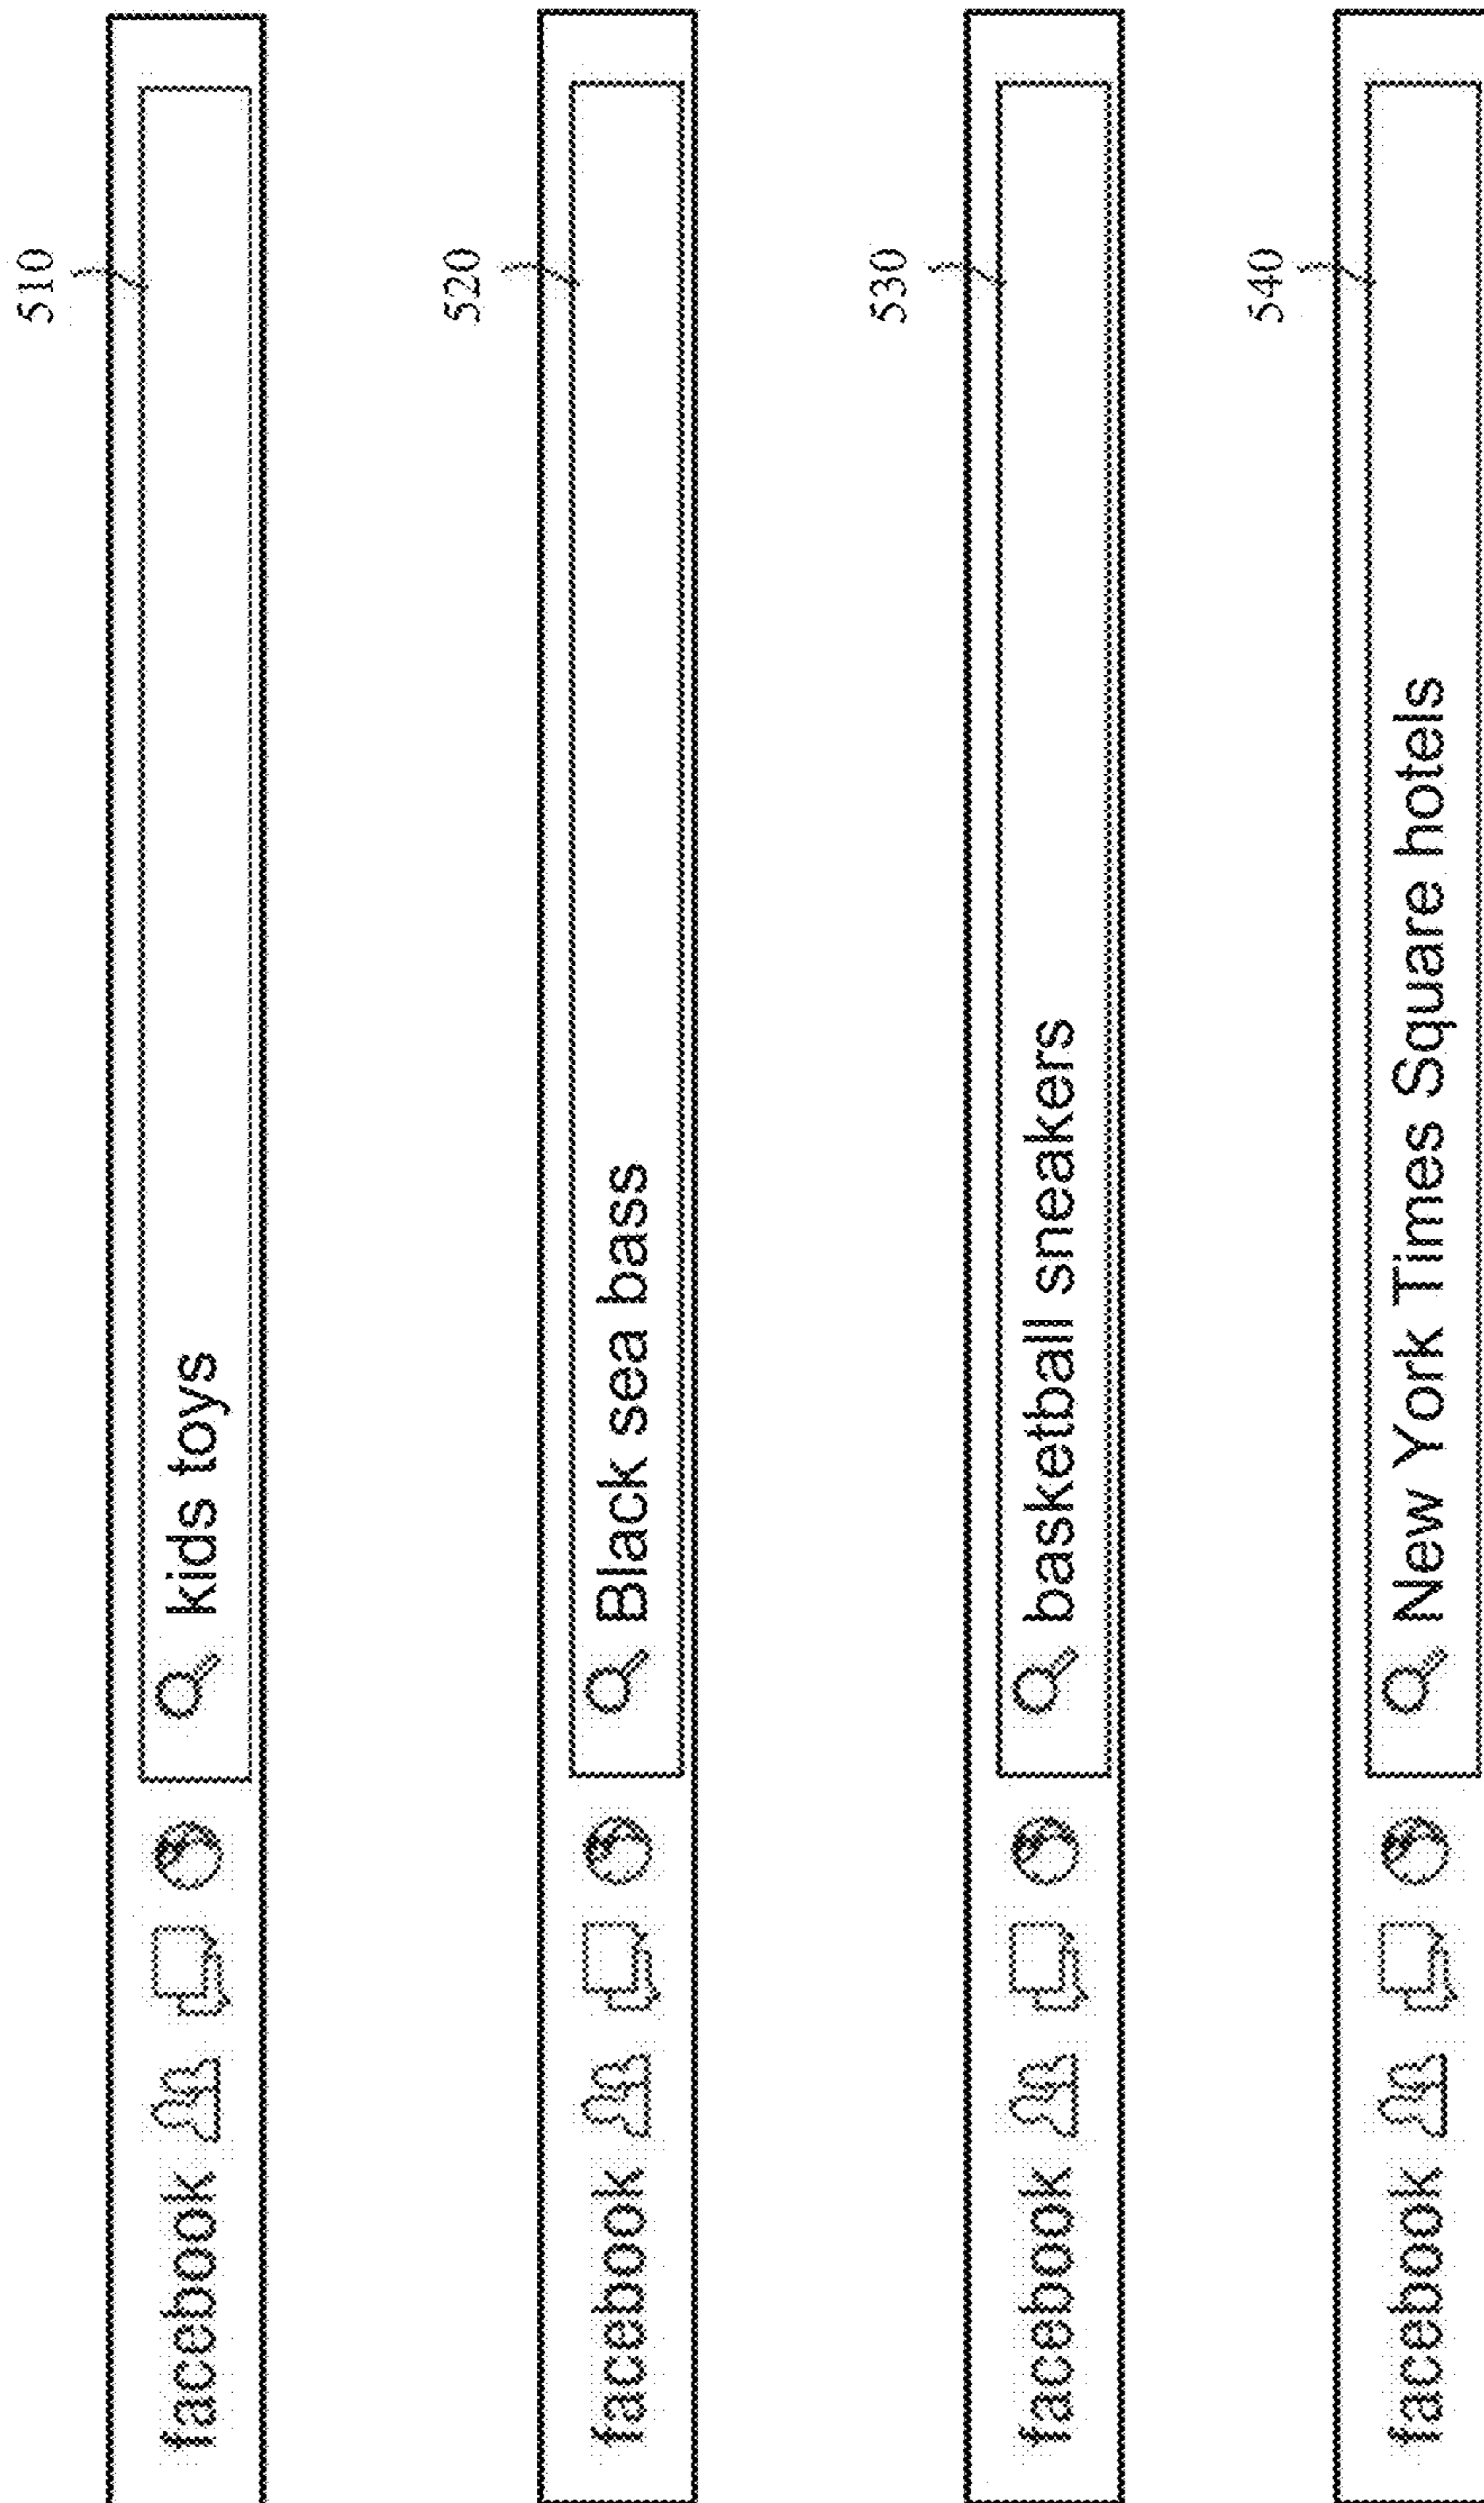 510
facebook kids toys
520
facebook Black sea bass
530
facebook basketball sneakers
540
facebook New York Times Square hotels